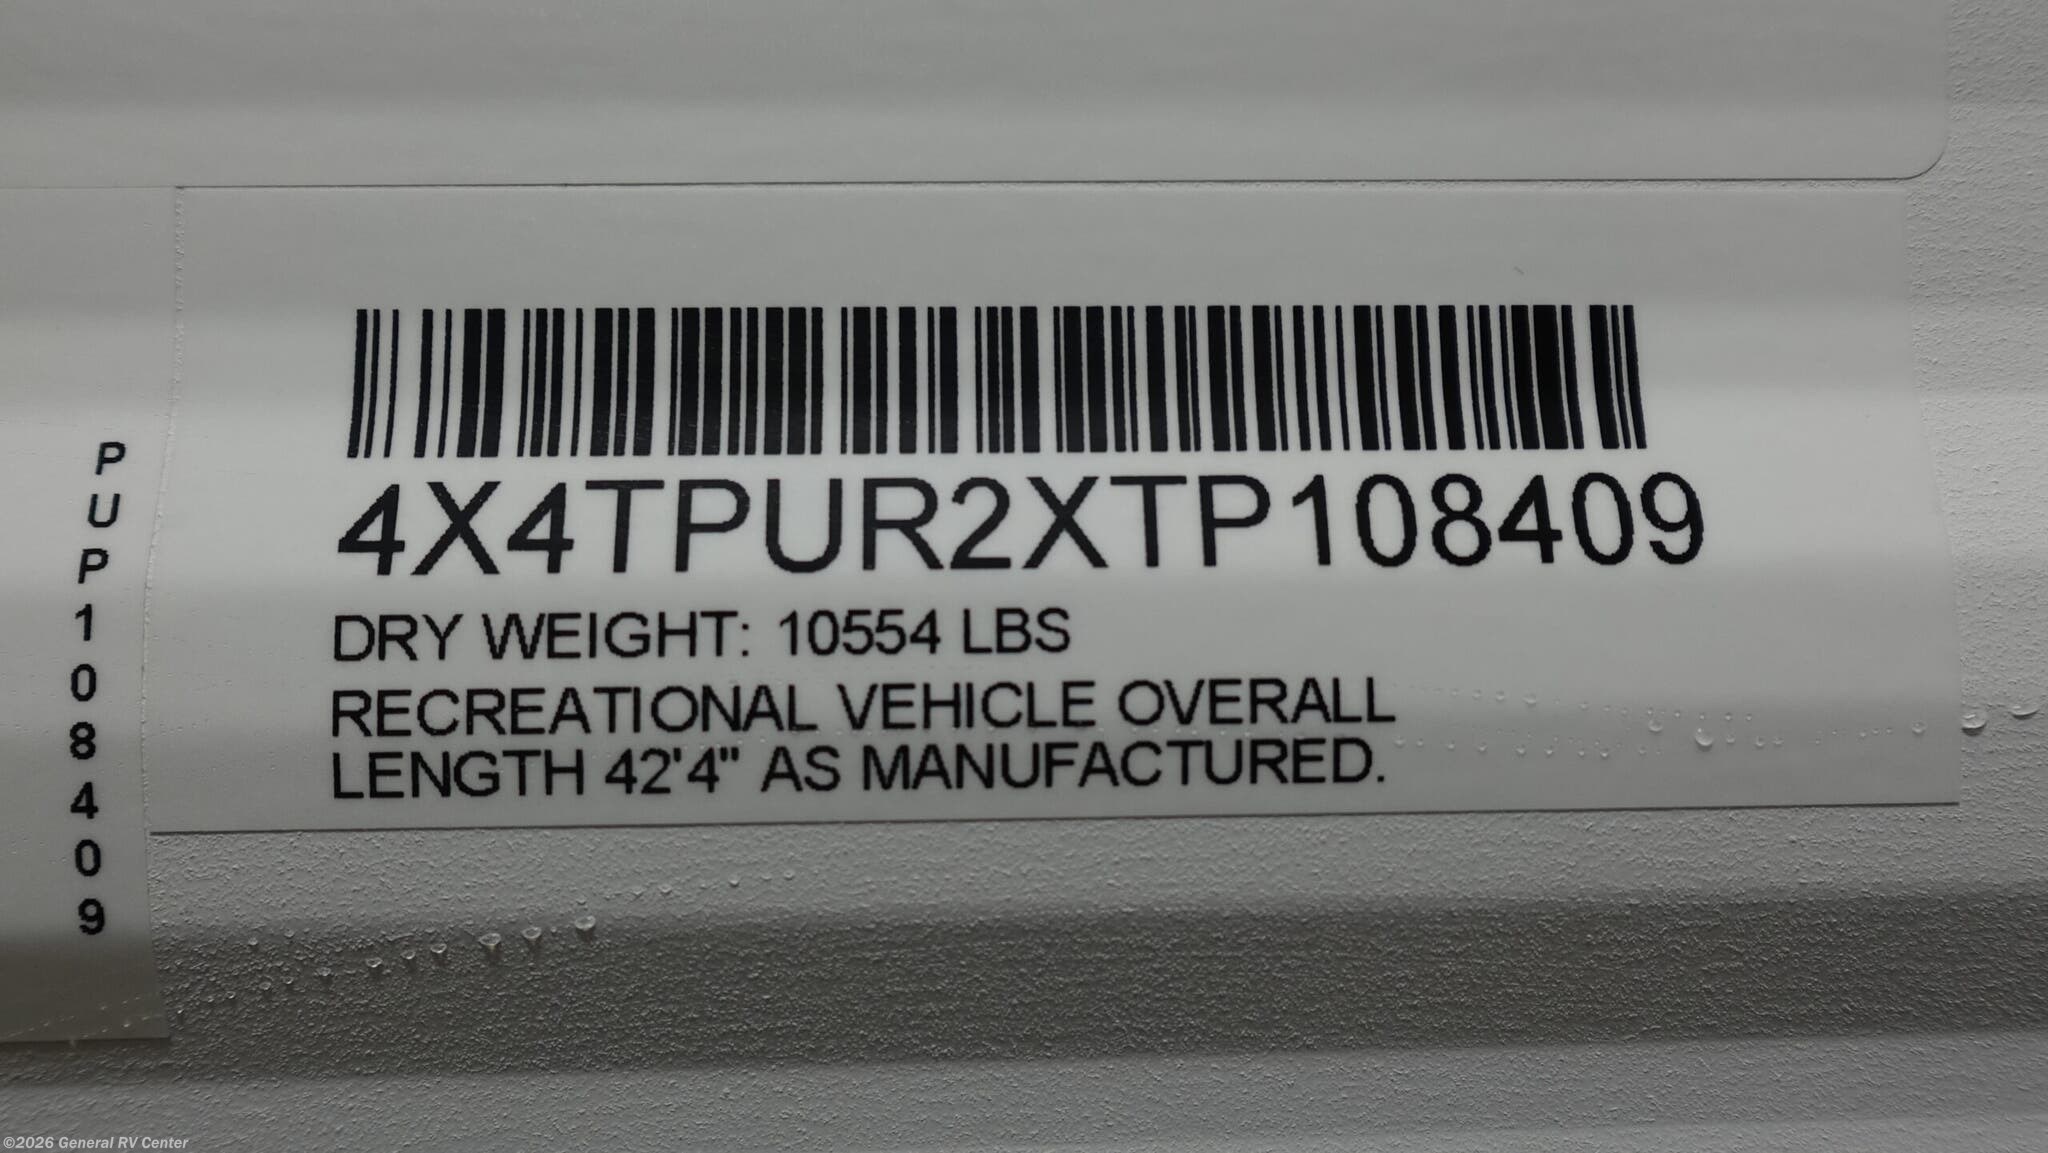 4X4TPUR2XTP108409
DRY WEIGHT: 10554 LBS
RECREATIONAL VEHICLE OVERALL
LENGTH 42'4" AS MANUFACTURED.
PUP108409
©2026 General RV Center